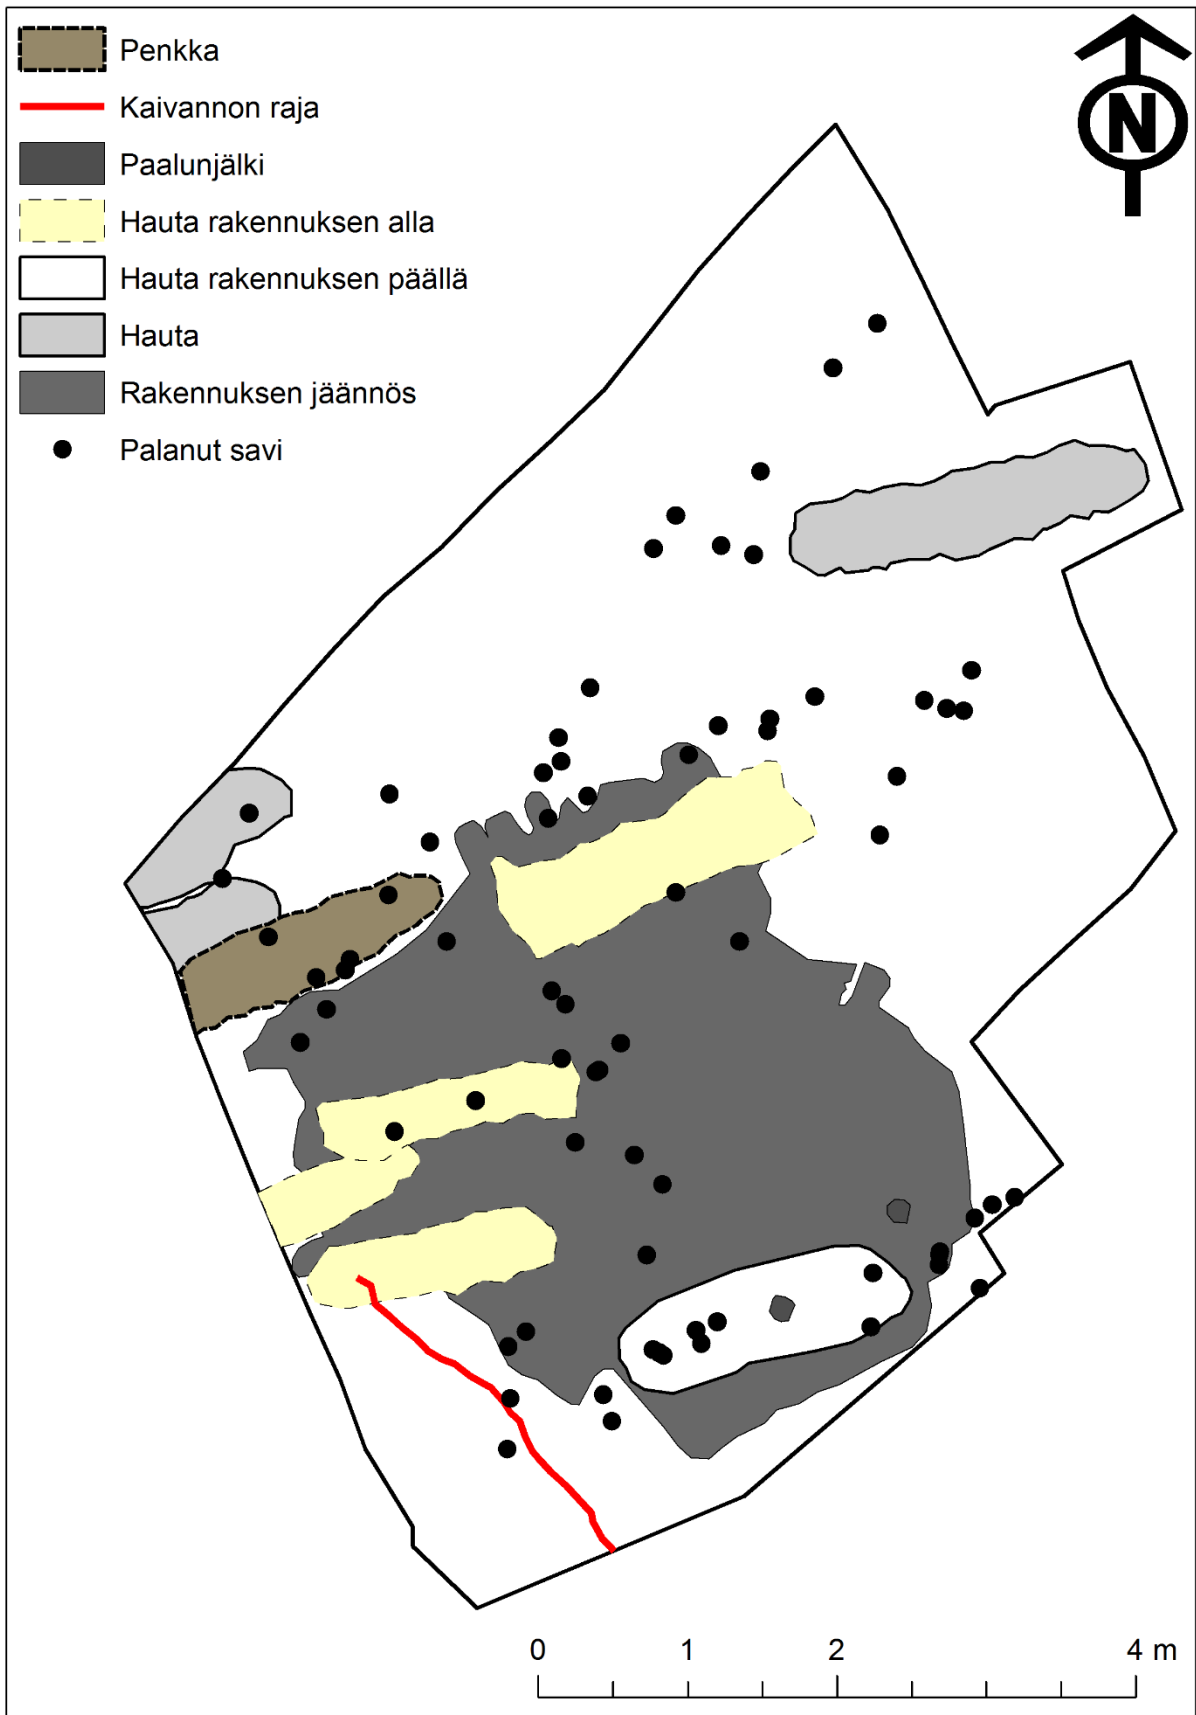 Penkka
Kaivannon raja
Paalunjälki
Hauta rakennuksen alla
Hauta rakennuksen päällä
Hauta
Rakennuksen jäännös
Palanut savi
N
0 1 2 4 m